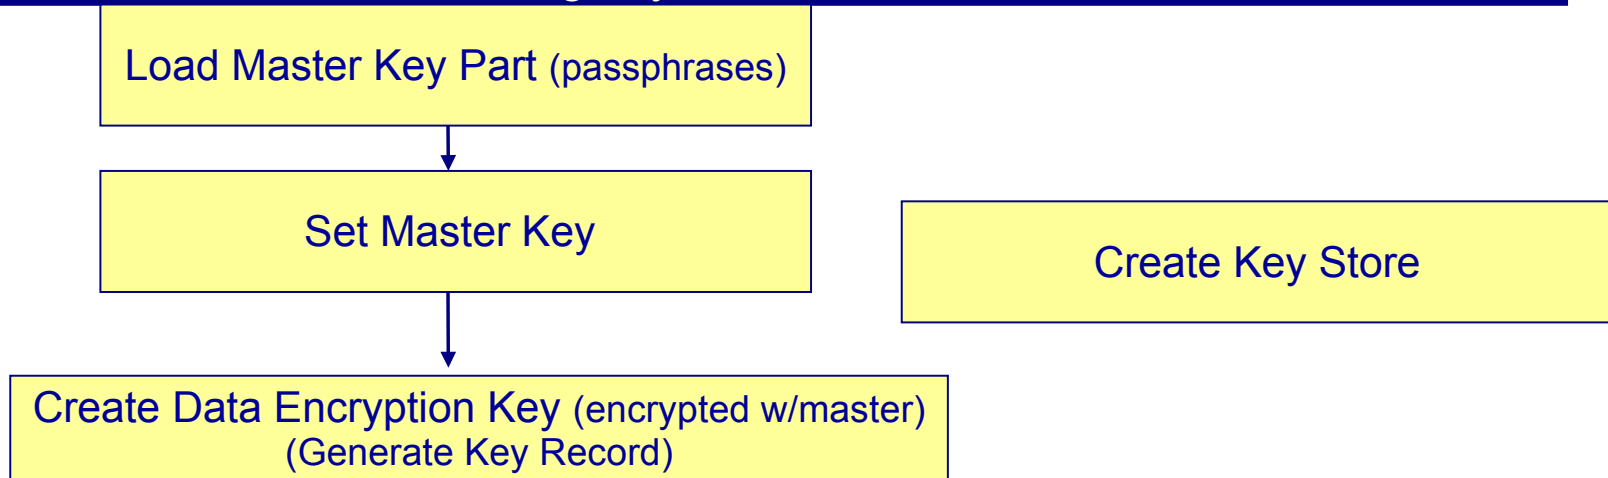 Load Master Key Part (passphrases)
Set Master Key
Create Key Store
Create Data Encryption Key (encrypted w/master)
(Generate Key Record)